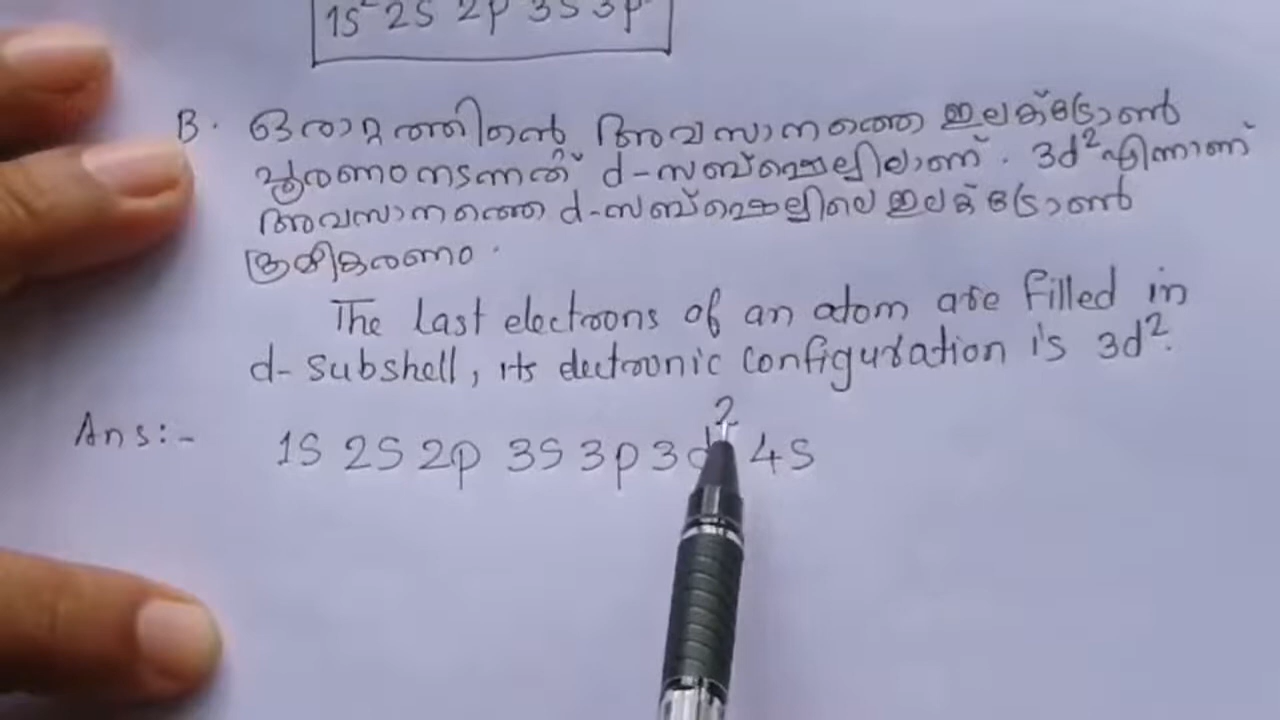 1S² 2S 2p 3S 3p
B. ഒരാറ്റത്തിന്റെ അവസാനത്തെ ഇലക്ട്രോൺ
പൂരണം നടന്നത് d-സബ്ഷെല്ലിലാണ്. 3d² എന്നാണ്
അവസാനത്തെ d-സബ്ഷെല്ലിലെ ഇലക്ട്രോൺ
ക്രമീകരണം.
The last electrons of an atom are filled in
d-subshell, its electronic configuration is 3d².
Ans:- 1S 2S 2p 3S 3p 3d² 4S